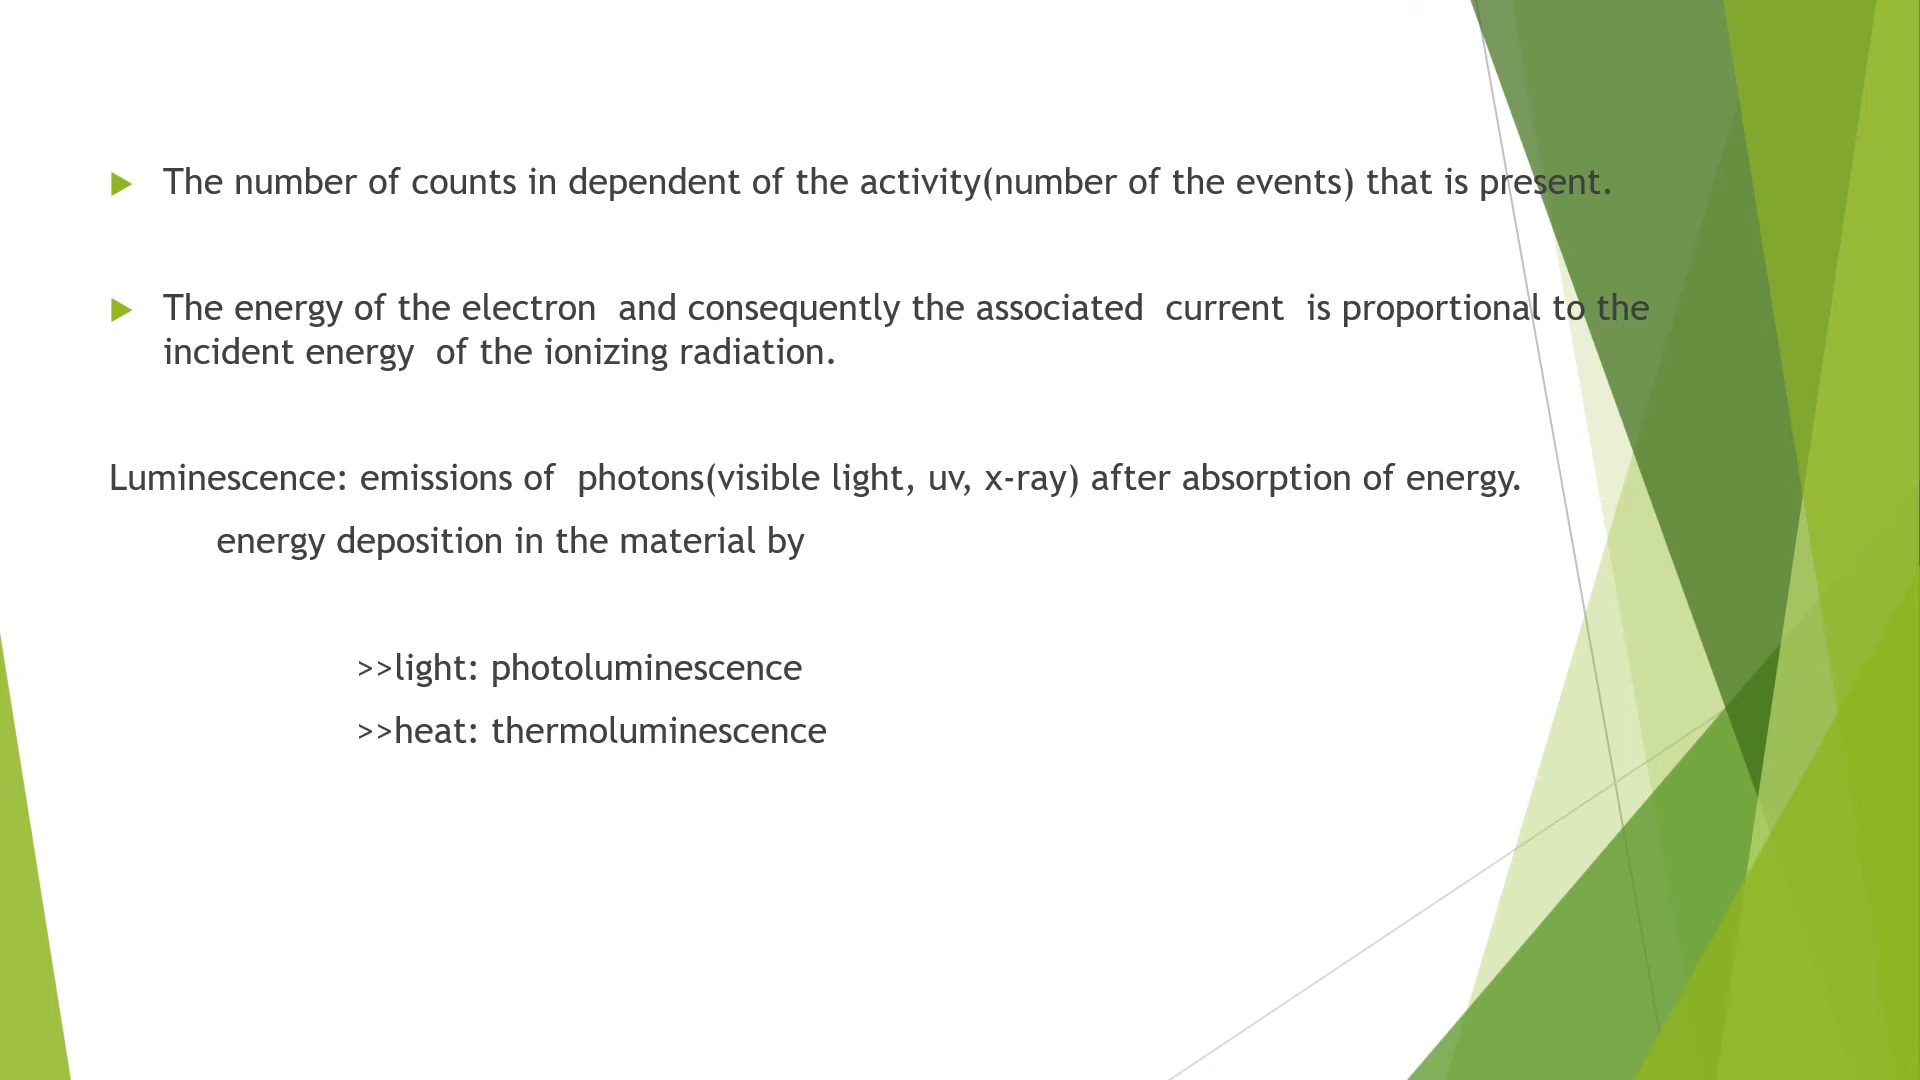 The number of counts in dependent of the activity(number of the events) that is present.
The energy of the electron and consequently the associated current is proportional to the
incident energy of the ionizing radiation.
Luminescence: emissions of photons(visible light, uv, x-ray) after absorption of energy.
energy deposition in the material by
>>light: photoluminescence
>>heat: thermoluminescence